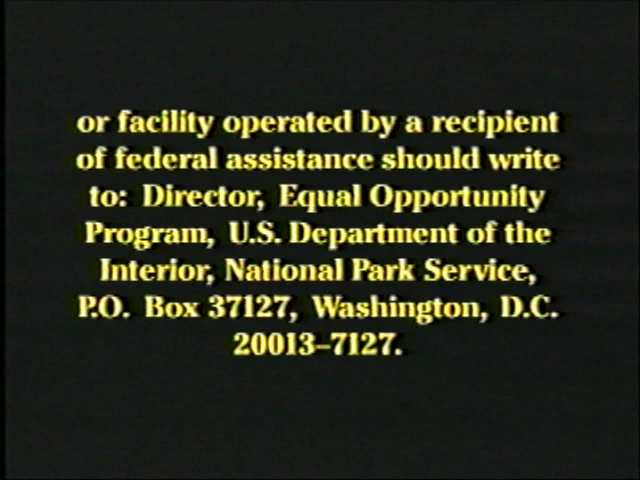 or facility operated by a recipient
of federal assistance should write
to: Director, Equal Opportunity
Program, U.S. Department of the
Interior, National Park Service,
P.O. Box 37127, Washington, D.C.
20013–7127.